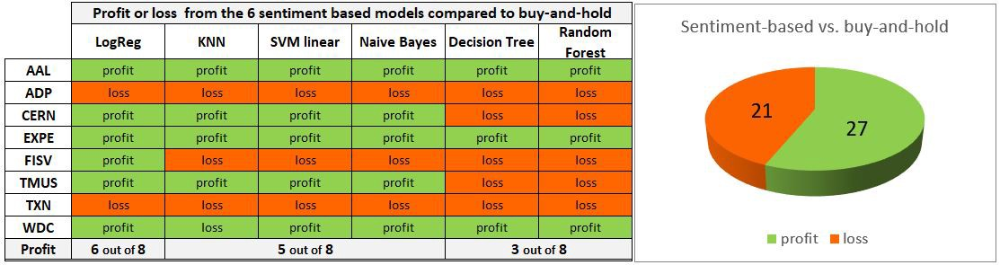 Profit or loss from the 6 sentiment based models compared to buy-and-hold
LogReg KNN SVM linear Naive Bayes Decision Tree Random Forest
AAL profit profit profit profit profit profit
ADP loss loss loss loss loss loss
CERN profit profit profit profit loss loss
EXPE profit profit profit profit profit profit
FISV profit loss loss loss loss loss
TMUS profit profit profit profit loss loss
TXN loss loss loss loss loss loss
WDC profit loss profit profit profit profit
Profit 6 out of 8 5 out of 8 3 out of 8
Sentiment-based vs. buy-and-hold
21
27
profit loss